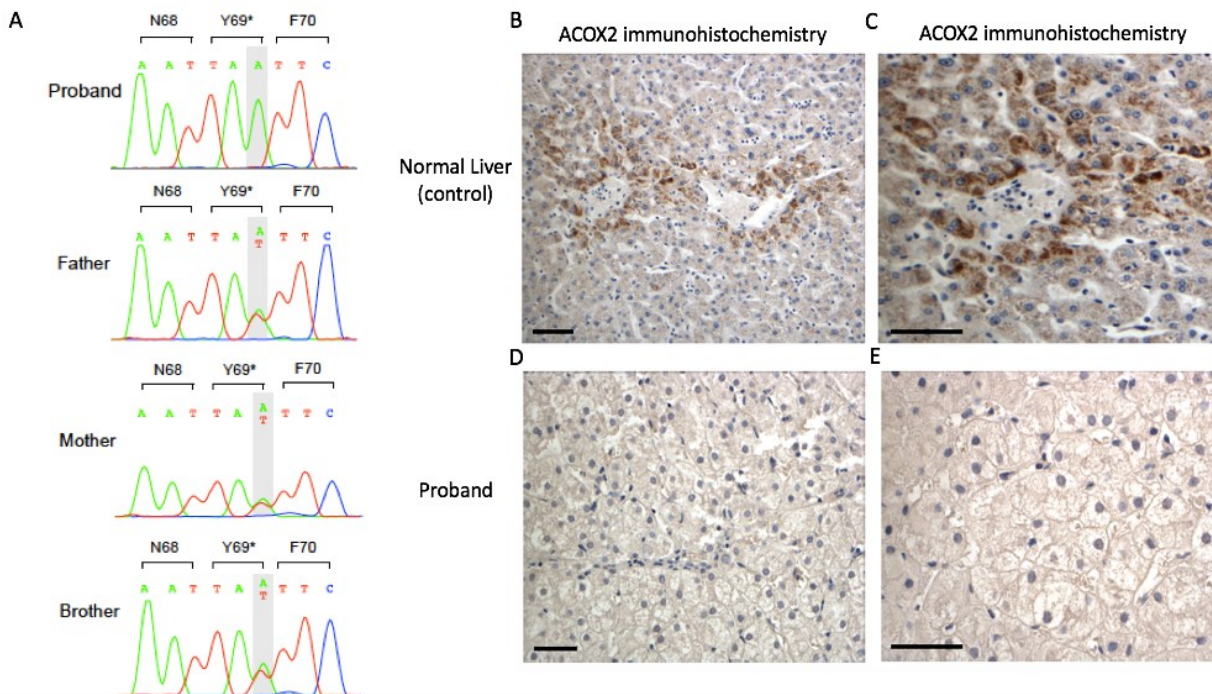 A
N68 Y69* F70
A A T T A A T T C
Proband
N68 Y69* F70
A A T T A A T T C
T
Father
N68 Y69* F70
A A T T A A T T C
T
Mother
N68 Y69* F70
A A T T A A T T C
T
Brother
B
ACOX2 immunohistochemistry
C
ACOX2 immunohistochemistry
Normal Liver
(control)
D
E
Proband